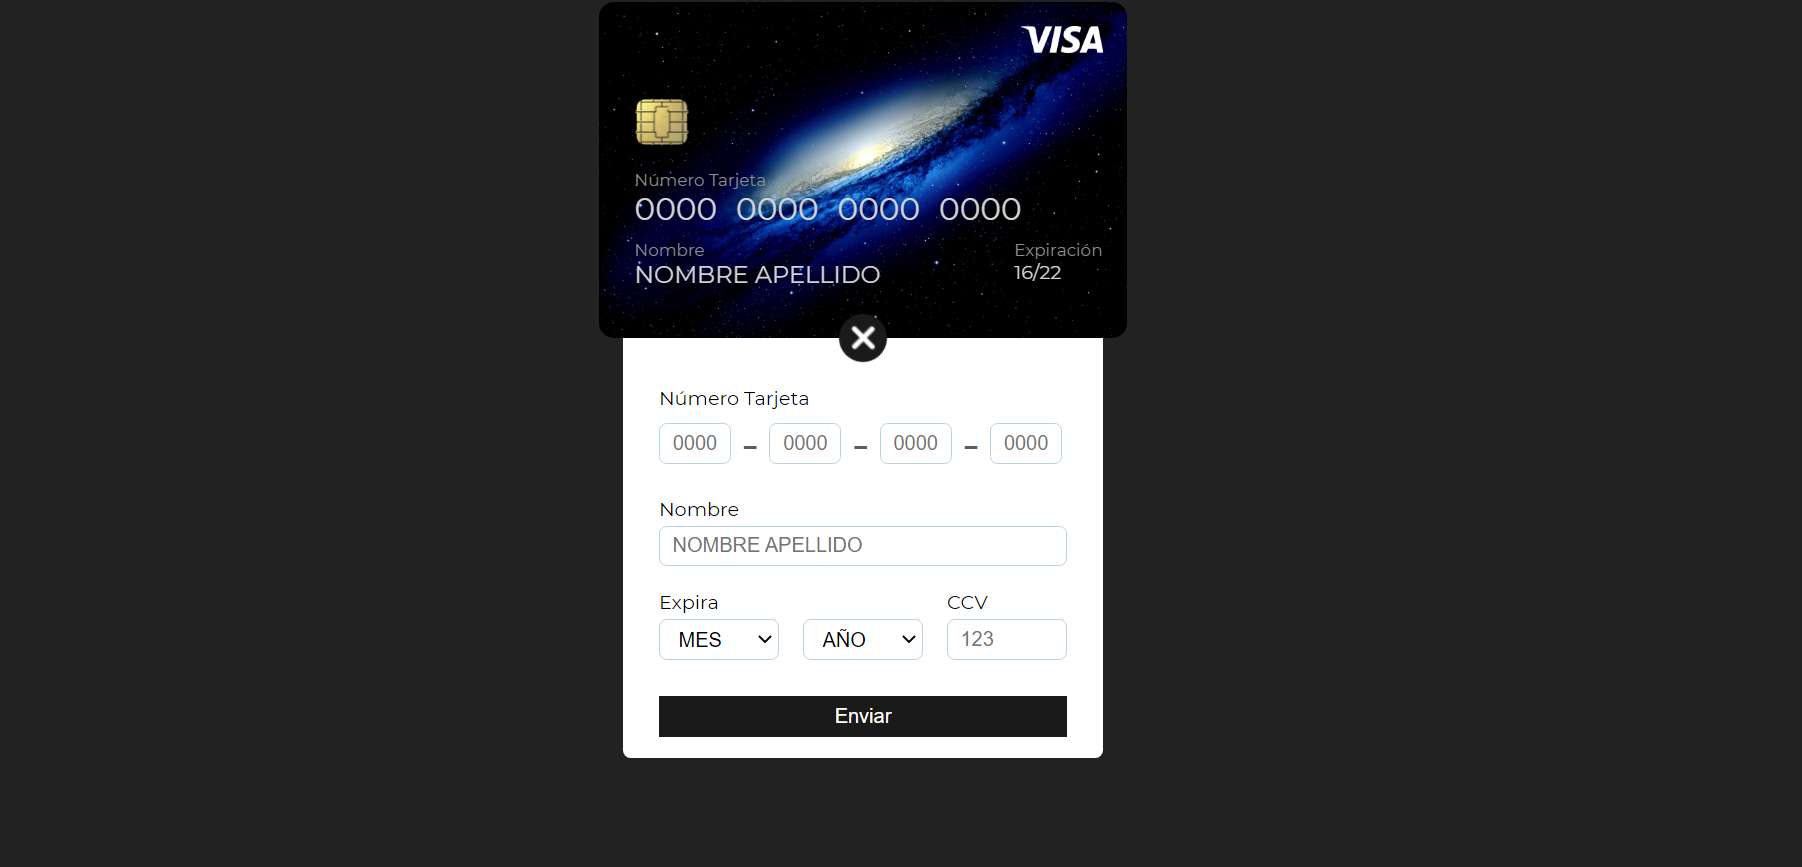 VISA
Número Tarjeta
0000 0000 0000 0000
Nombre Expiración
NOMBRE APELLIDO 16/22
Número Tarjeta
0000 – 0000 – 0000 – 0000
Nombre
NOMBRE APELLIDO
Expira CCV
MES AÑO 123
Enviar